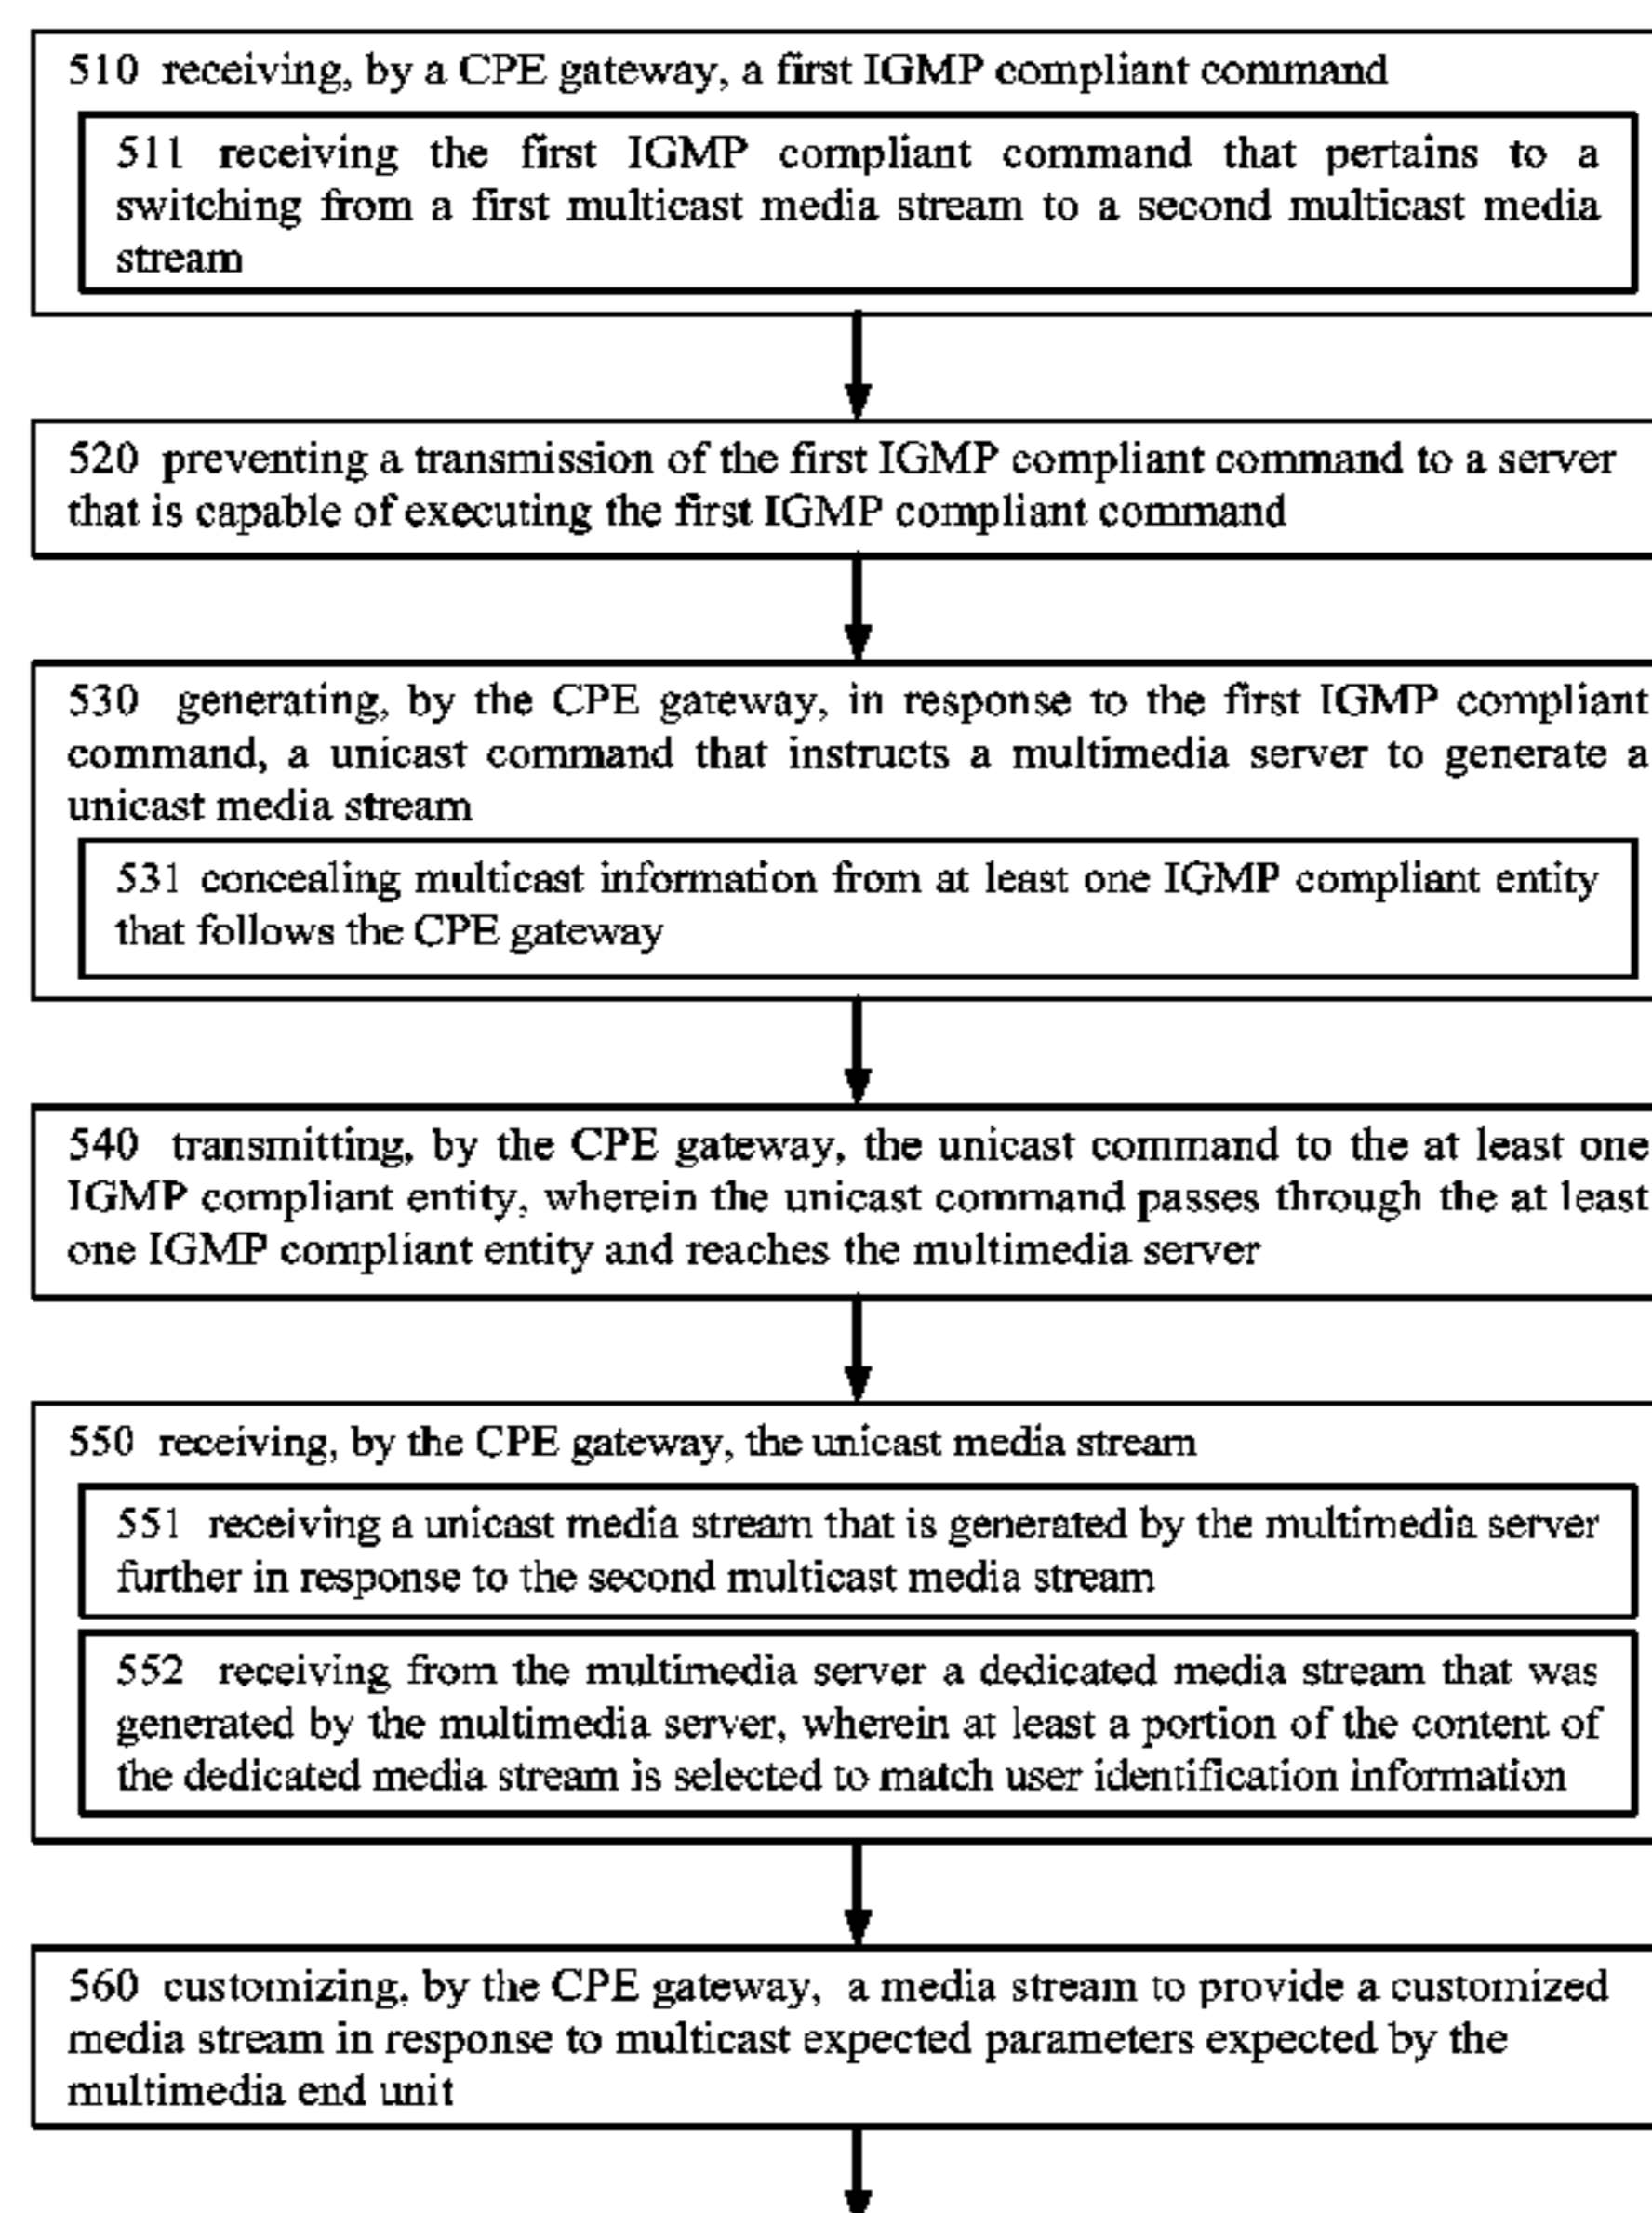 510 receiving, by a CPE gateway, a first IGMP compliant command
511 receiving the first IGMP compliant command that pertains to a
switching from a first multicast media stream to a second multicast media
stream
520 preventing a transmission of the first IGMP compliant command to a server
that is capable of executing the first IGMP compliant command
530 generating, by the CPE gateway, in response to the first IGMP compliant
command, a unicast command that instructs a multimedia server to generate a
unicast media stream
531 concealing multicast information from at least one IGMP compliant entity
that follows the CPE gateway
540 transmitting, by the CPE gateway, the unicast command to the at least one
IGMP compliant entity, wherein the unicast command passes through the at least
one IGMP compliant entity and reaches the multimedia server
550 receiving, by the CPE gateway, the unicast media stream
551 receiving a unicast media stream that is generated by the multimedia server
further in response to the second multicast media stream
552 receiving from the multimedia server a dedicated media stream that was
generated by the multimedia server, wherein at least a portion of the content of
the dedicated media stream is selected to match user identification information
560 customizing, by the CPE gateway, a media stream to provide a customized
media stream in response to multicast expected parameters expected by the
multimedia end unit